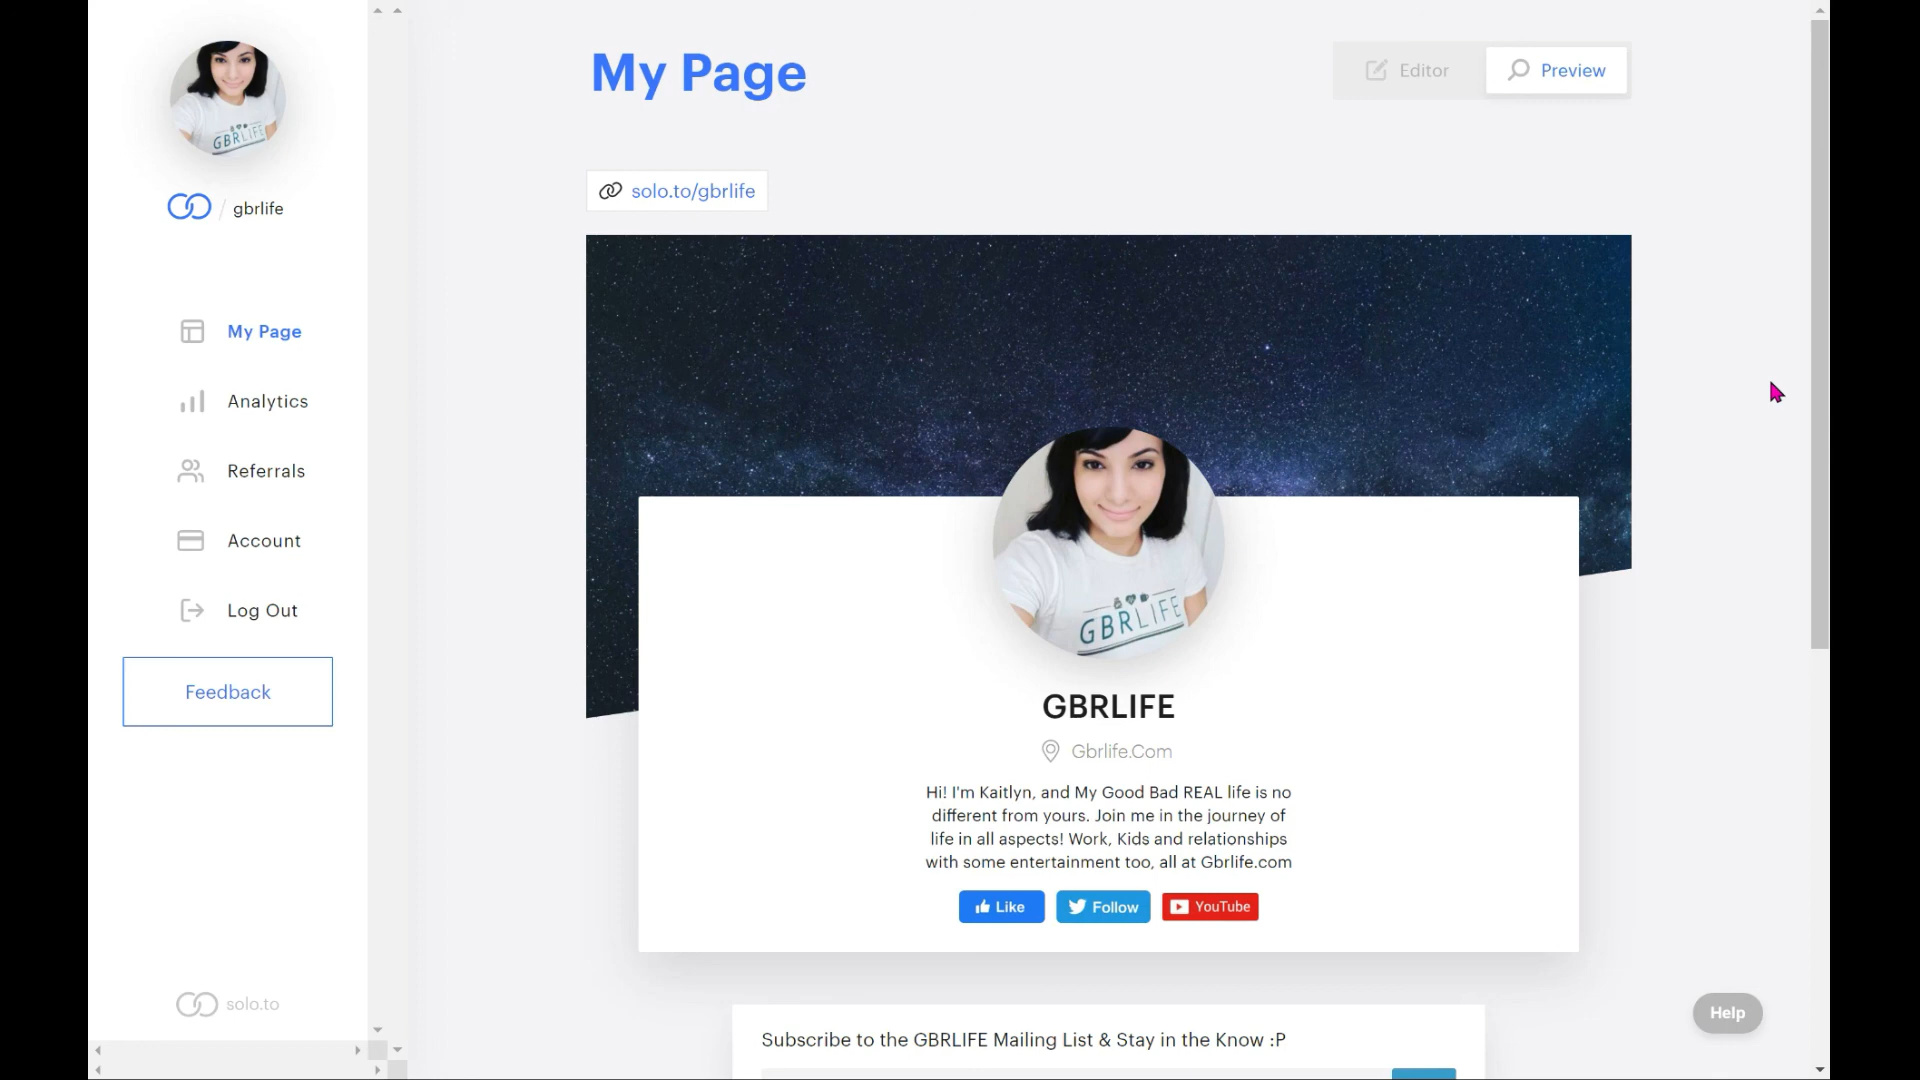 GBRLIFE
/ gbrlife
My Page
Analytics
Referrals
Account
Log Out
Feedback
solo.to
My Page
Editor
Preview
solo.to/gbrlife
GBRLIFE
GBRLIFE
Gbrlife.Com
Hi! I'm Kaitlyn, and My Good Bad REAL life is no
different from yours. Join me in the journey of
life in all aspects! Work, Kids and relationships
with some entertainment too, all at Gbrlife.com
Like
Follow
YouTube
Subscribe to the GBRLIFE Mailing List & Stay in the Know :P
Help